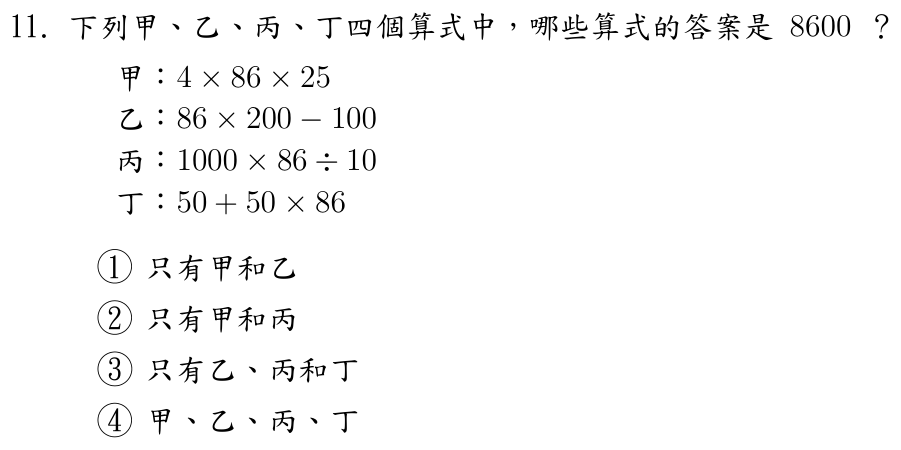 11. 下列甲、乙、丙、丁四個算式中，哪些算式的答案是 8600 ？
甲：4 × 86 × 25
乙：86 × 200 − 100
丙：1000 × 86 ÷ 10
丁：50 + 50 × 86
① 只有甲和乙
② 只有甲和丙
③ 只有乙、丙和丁
④ 甲、乙、丙、丁